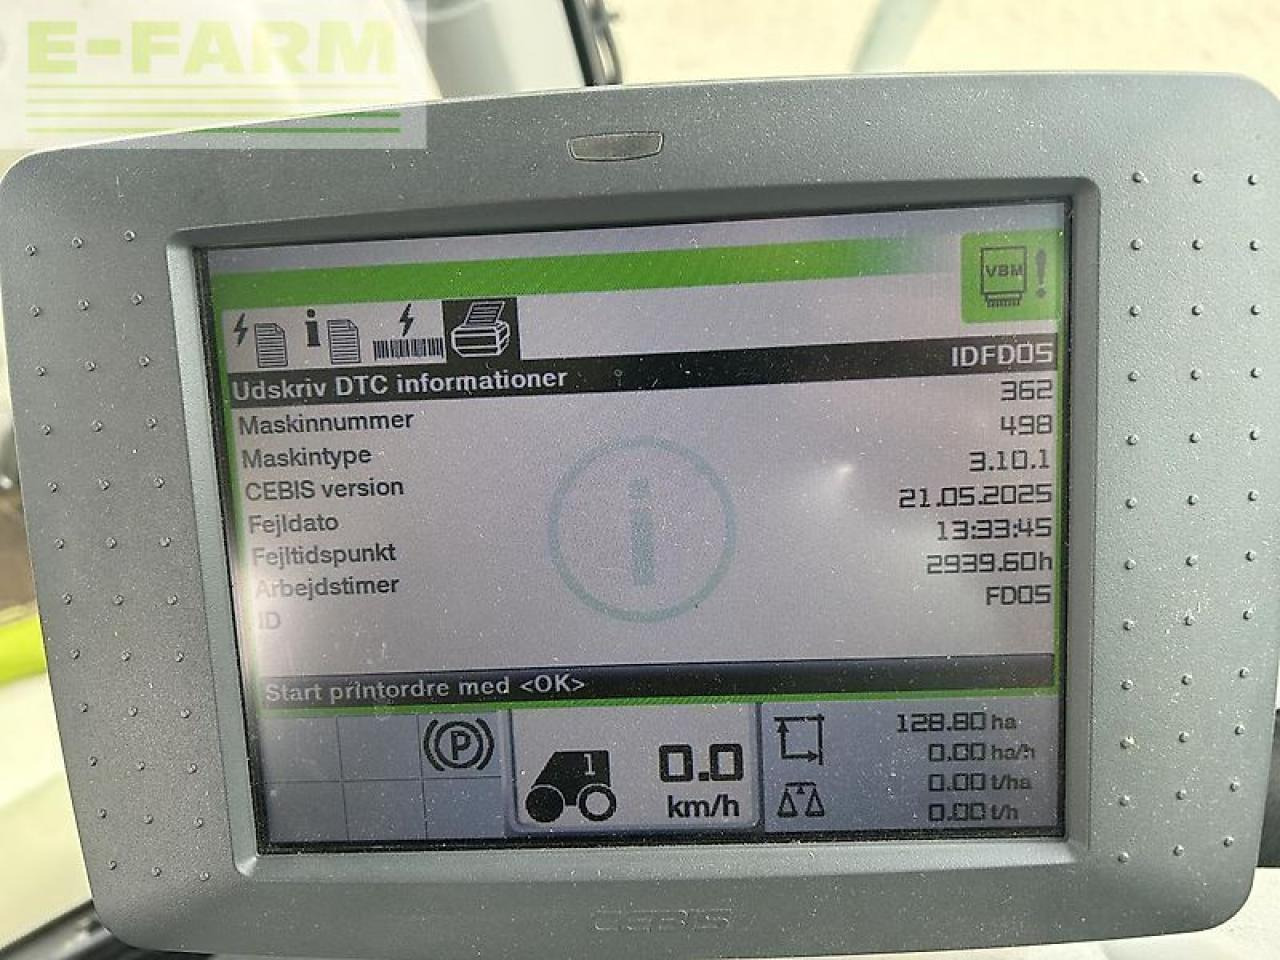 E-FARM
VBM!
Udskriv DTC informationer IDFD05
Maskinnummer 362
Maskintype 498
CEBIS version 3.10.1
Fejldato 21.05.2025
Fejltidspunkt 13:33:45
Arbejdstimer 2939.60h
ID FD05
Start printordre med <OK>
P
1
0.0
km/h
128.80 ha
0.00 ha/h
0.00 t/ha
0.00 t/h
CEBIS